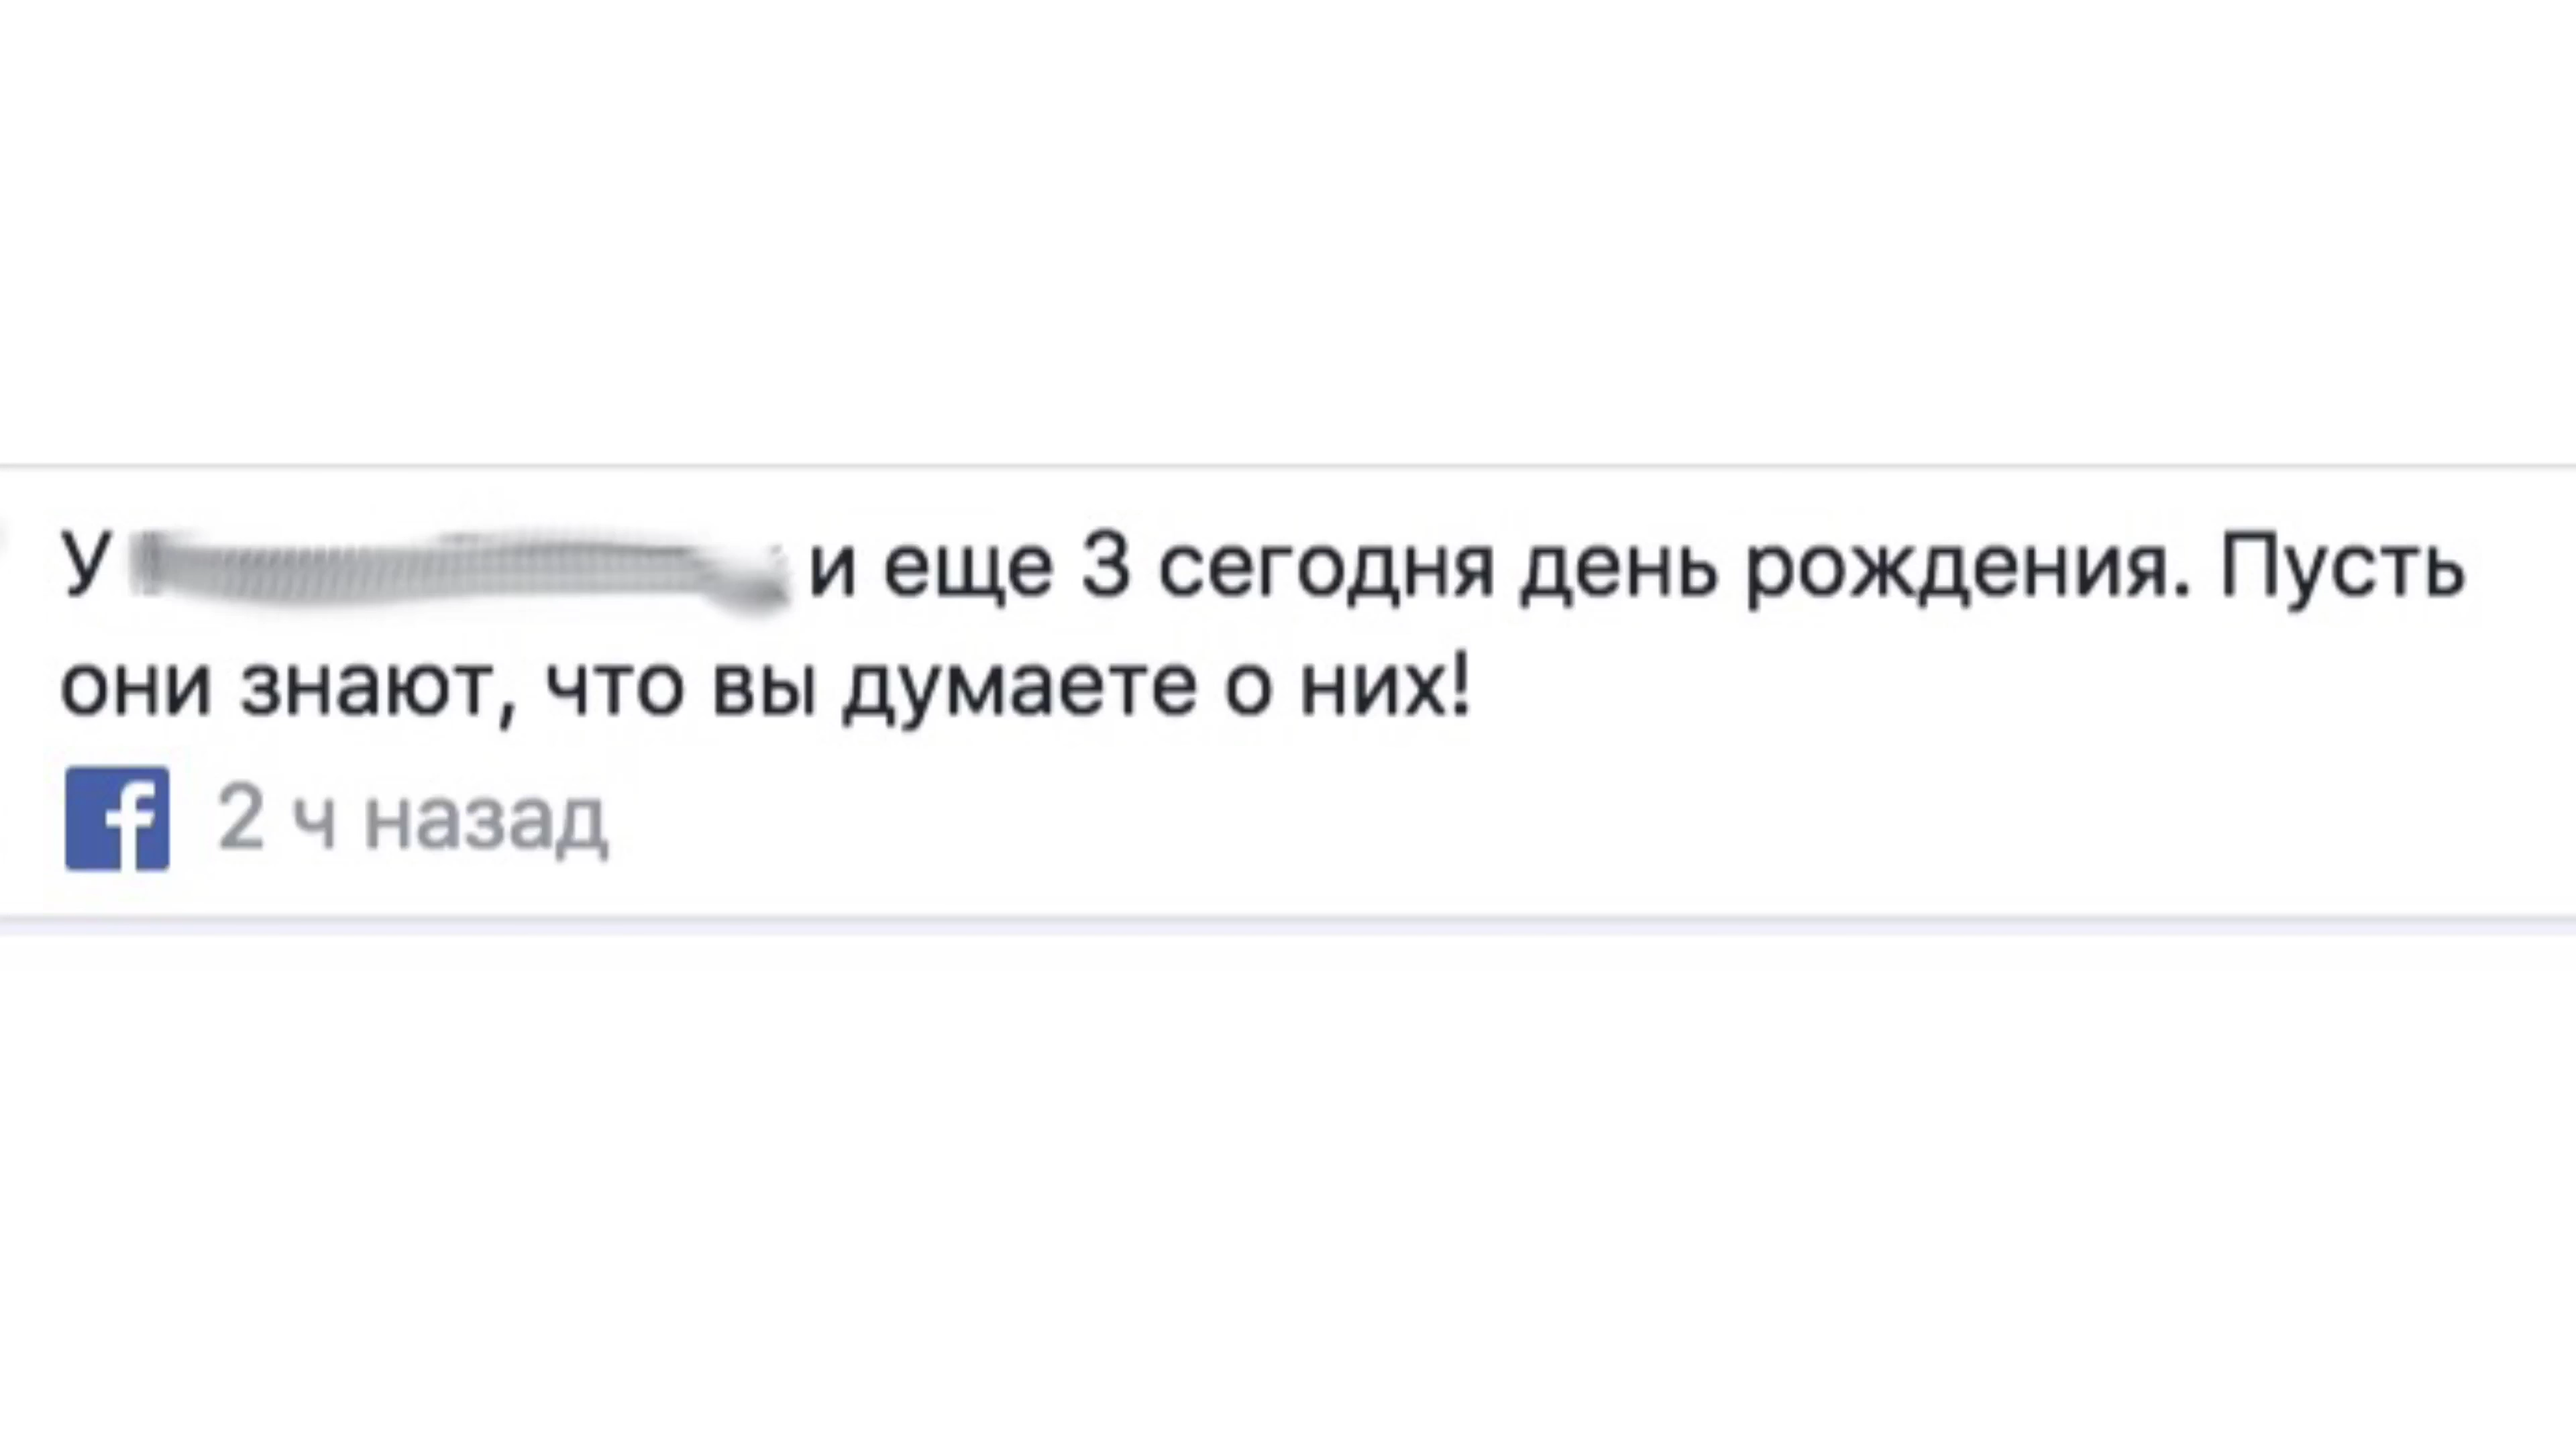 У и еще 3 сегодня день рождения. Пусть
они знают, что вы думаете о них!
f 2 ч назад